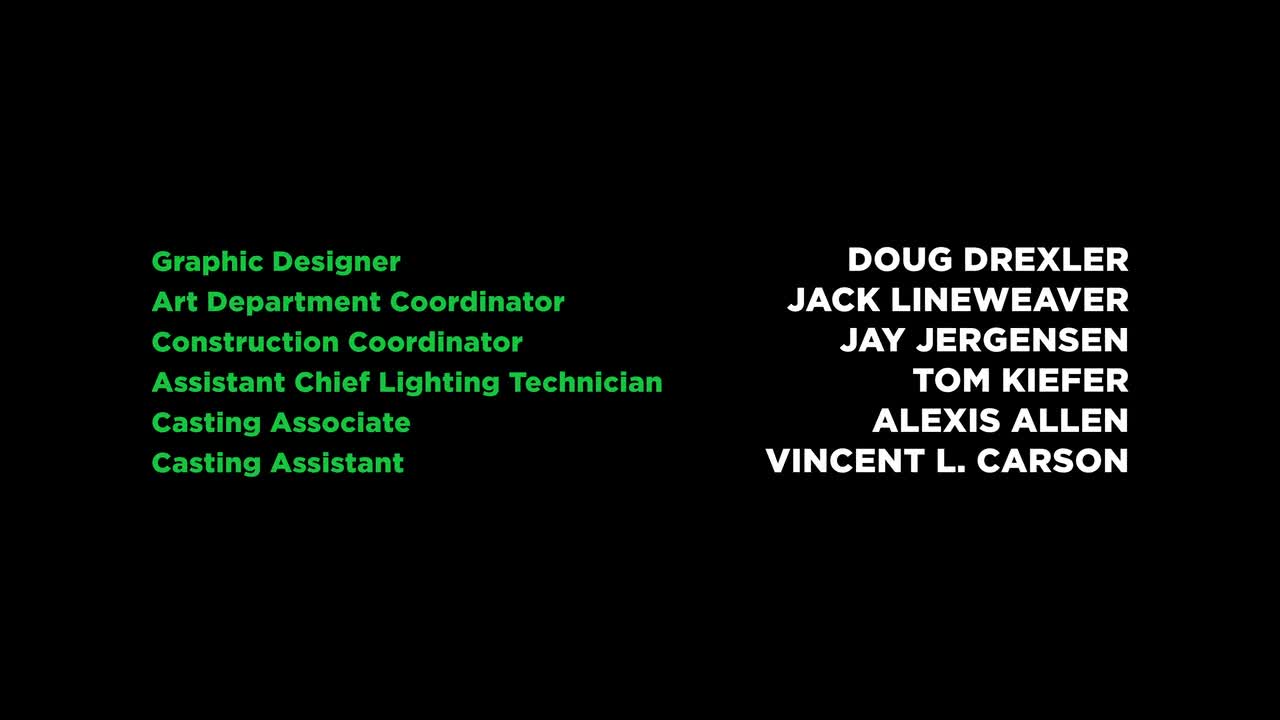 Graphic Designer DOUG DREXLER
Art Department Coordinator JACK LINEWEAVER
Construction Coordinator JAY JERGENSEN
Assistant Chief Lighting Technician TOM KIEFER
Casting Associate ALEXIS ALLEN
Casting Assistant VINCENT L. CARSON